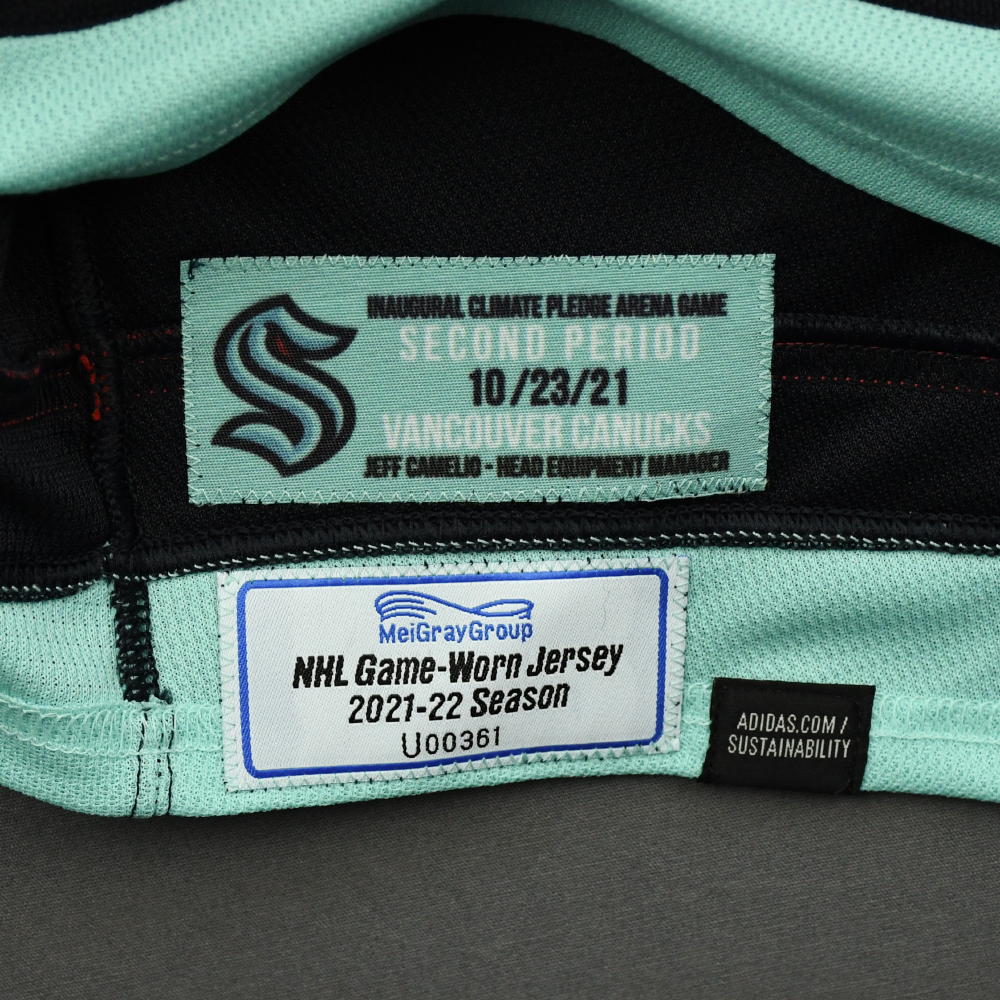 INAUGURAL CLIMATE PLEDGE ARENA GAME
SECOND PERIOD
10/23/21
VANCOUVER CANUCKS
JEFF CAMELIO - HEAD EQUIPMENT MANAGER
MeiGrayGroup
NHL Game-Worn Jersey
2021-22 Season
U00361
ADIDAS.COM/
SUSTAINABILITY